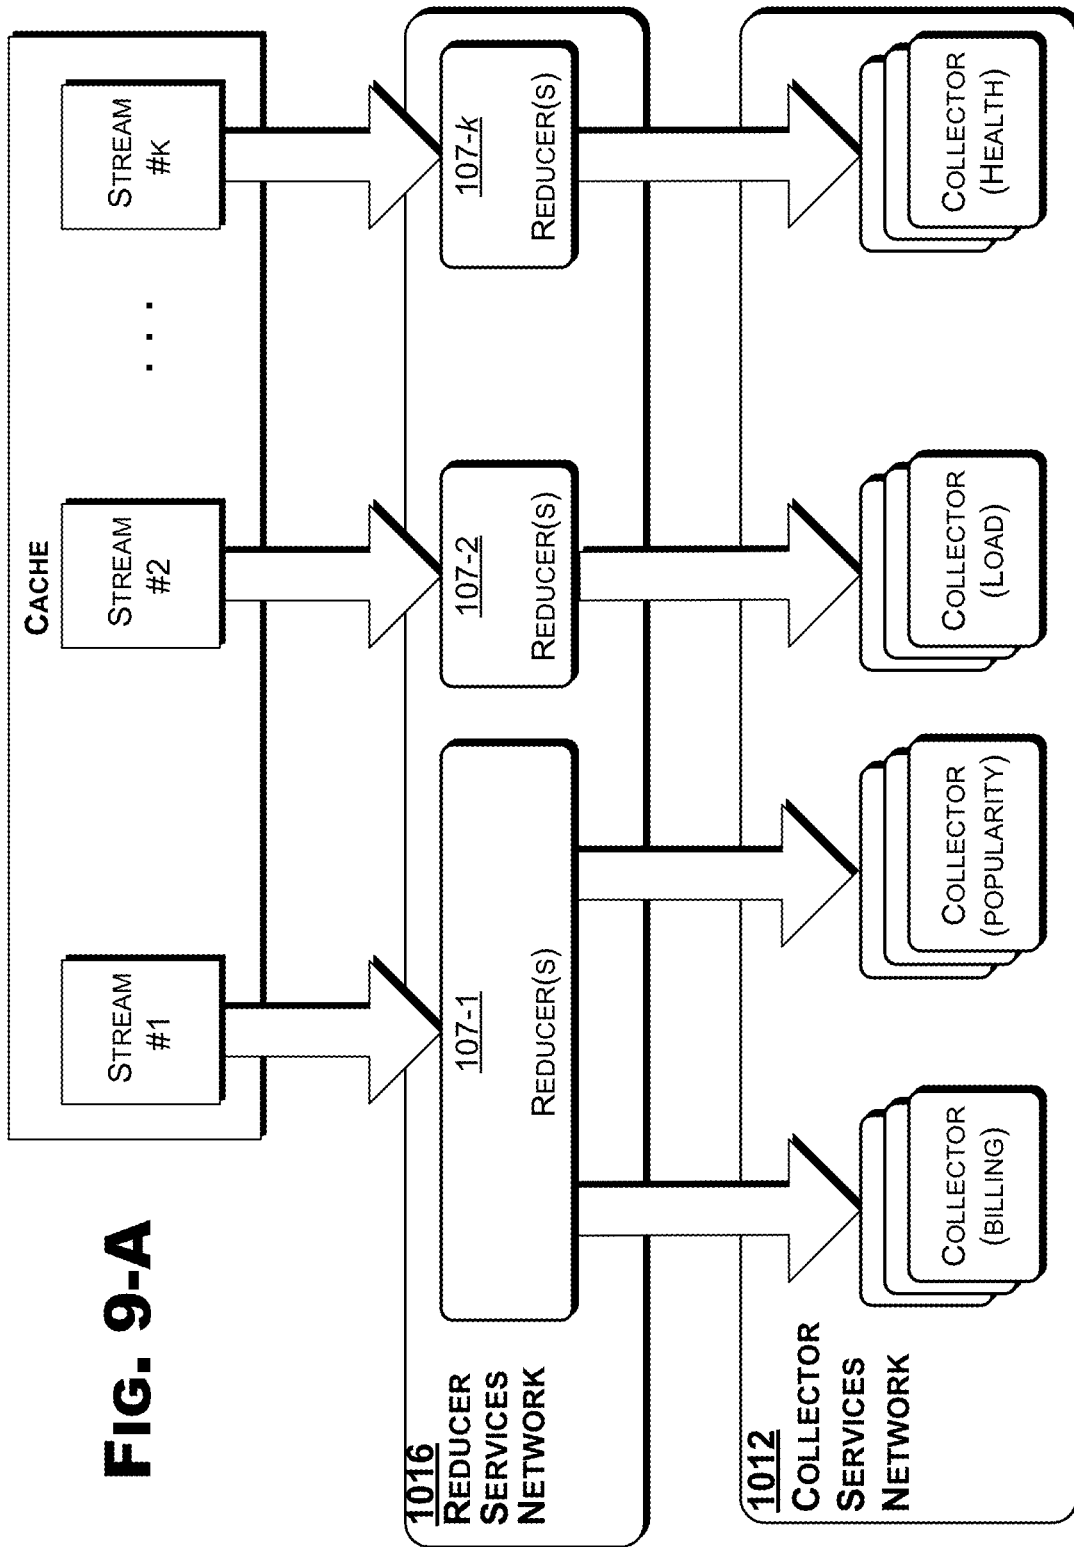 FIG. 9-A
CACHE
STREAM
#1
STREAM
#2
. . .
STREAM
#K
1016
REDUCER
SERVICES
NETWORK
107-1
REDUCER(S)
107-2
REDUCER(S)
107-k
REDUCER(S)
1012
COLLECTOR
SERVICES
NETWORK
COLLECTOR
(BILLING)
COLLECTOR
(POPULARITY)
COLLECTOR
(LOAD)
COLLECTOR
(HEALTH)